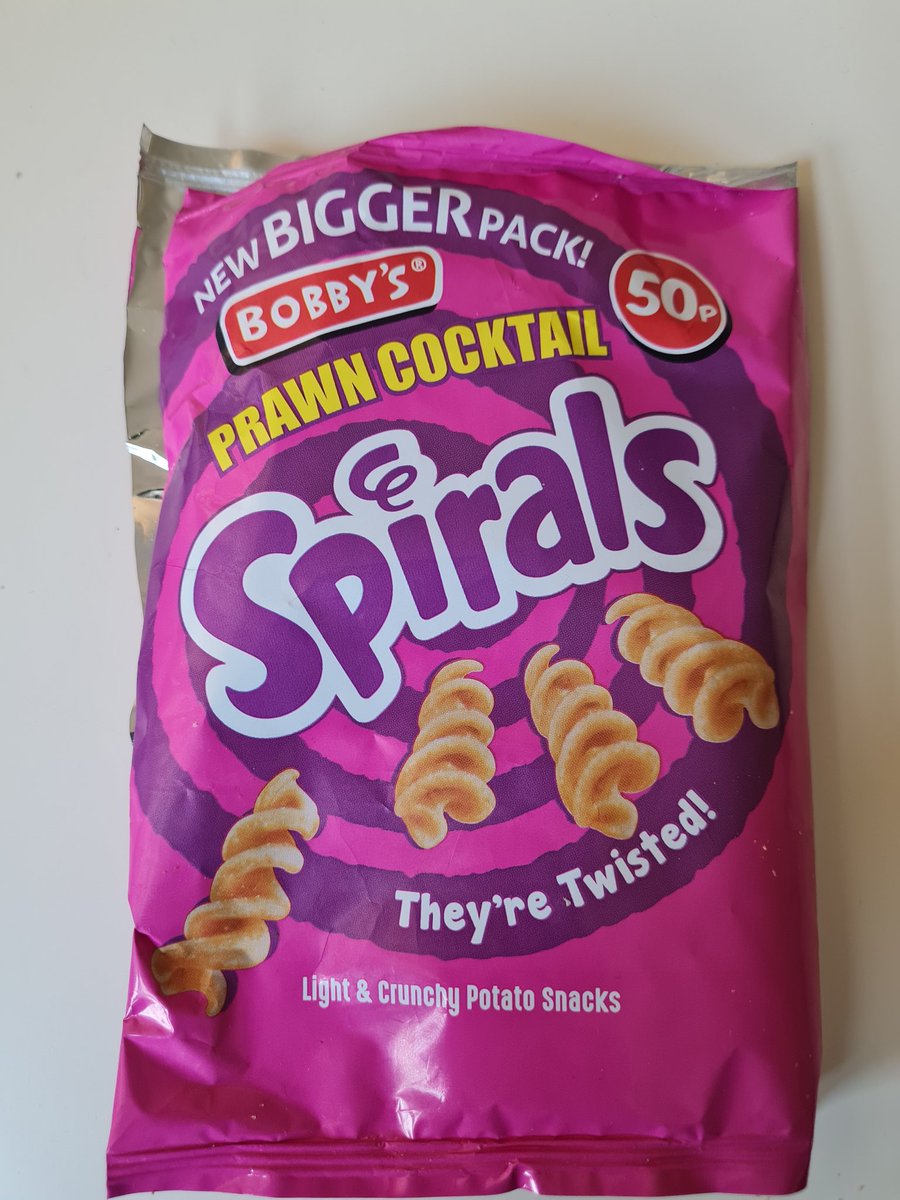 NEW BIGGER PACK!
BOBBY'S®
50P
PRAWN COCKTAIL
Spirals
They're Twisted!
Light & Crunchy Potato Snacks